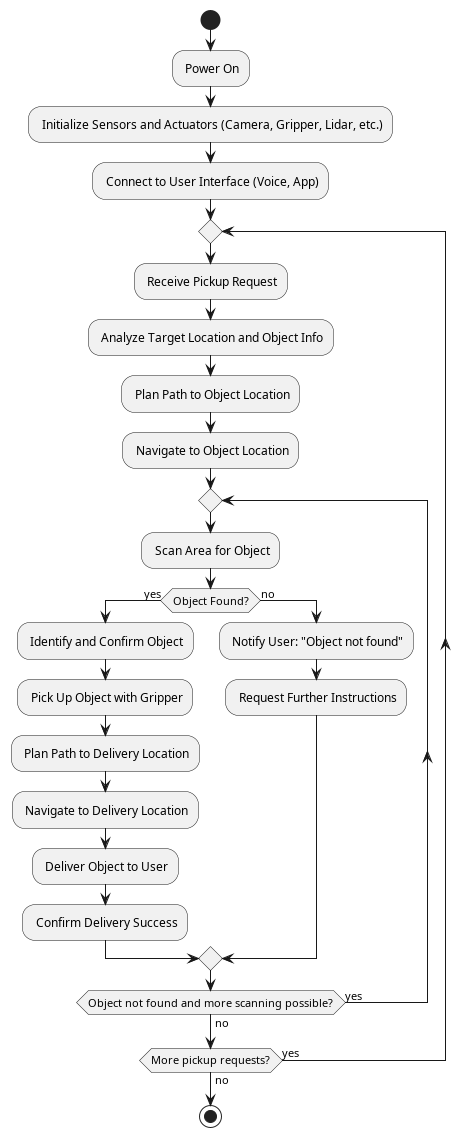 Power On
Initialize Sensors and Actuators (Camera, Gripper, Lidar, etc.)
Connect to User Interface (Voice, App)
Receive Pickup Request
Analyze Target Location and Object Info
Plan Path to Object Location
Navigate to Object Location
Scan Area for Object
yes
Object Found?
no
Identify and Confirm Object
Pick Up Object with Gripper
Plan Path to Delivery Location
Navigate to Delivery Location
Deliver Object to User
Confirm Delivery Success
Notify User: "Object not found"
Request Further Instructions
Object not found and more scanning possible?
yes
no
More pickup requests?
yes
no